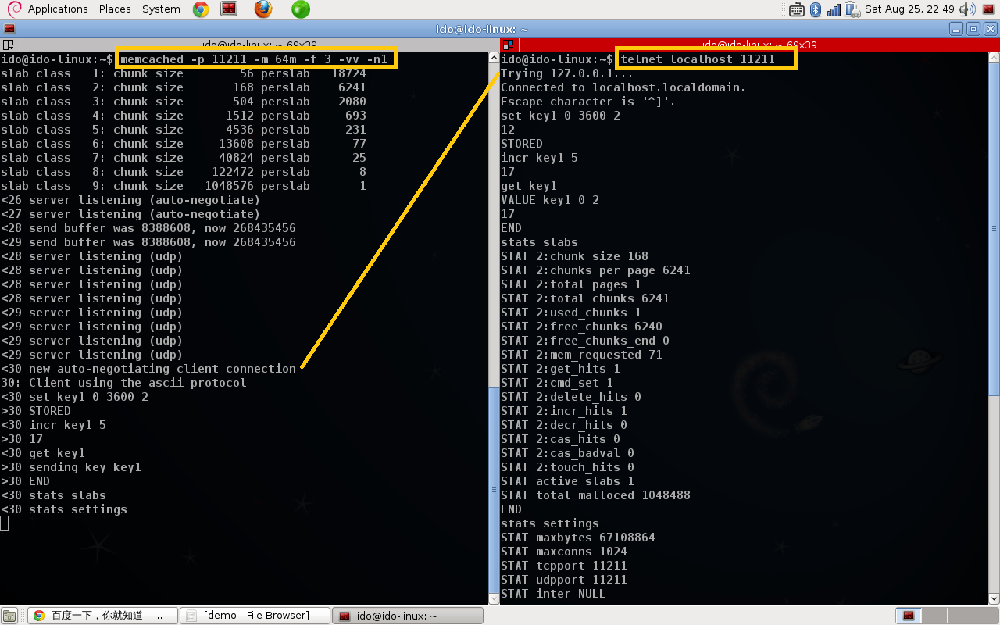 Applications Places System
Sat Aug 25, 22:49
ido@ido-linux: ~
ido@ido-linux: ~ 69x39
ido@ido-linux:~$ memcached -p 11211 -m 64m -f 3 -vv -n1
slab class   1: chunk size        56 perslab   18724
slab class   2: chunk size       168 perslab    6241
slab class   3: chunk size       504 perslab    2080
slab class   4: chunk size      1512 perslab     693
slab class   5: chunk size      4536 perslab     231
slab class   6: chunk size     13608 perslab      77
slab class   7: chunk size     40824 perslab      25
slab class   8: chunk size    122472 perslab       8
slab class   9: chunk size   1048576 perslab       1
<26 server listening (auto-negotiate)
<27 server listening (auto-negotiate)
<28 send buffer was 8388608, now 268435456
<29 send buffer was 8388608, now 268435456
<28 server listening (udp)
<28 server listening (udp)
<28 server listening (udp)
<28 server listening (udp)
<29 server listening (udp)
<29 server listening (udp)
<29 server listening (udp)
<29 server listening (udp)
<30 new auto-negotiating client connection
30: Client using the ascii protocol
<30 set key1 0 3600 2
>30 STORED
<30 incr key1 5
>30 17
<30 get key1
>30 sending key key1
>30 END
<30 stats slabs
<30 stats settings
ido@ido-linux: ~ 69x39
ido@ido-linux:~$ telnet localhost 11211
Trying 127.0.0.1...
Connected to localhost.localdomain.
Escape character is '^]'.
set key1 0 3600 2
12
STORED
incr key1 5
17
get key1
VALUE key1 0 2
17
END
stats slabs
STAT 2:chunk_size 168
STAT 2:chunks_per_page 6241
STAT 2:total_pages 1
STAT 2:total_chunks 6241
STAT 2:used_chunks 1
STAT 2:free_chunks 6240
STAT 2:free_chunks_end 0
STAT 2:mem_requested 71
STAT 2:get_hits 1
STAT 2:cmd_set 1
STAT 2:delete_hits 0
STAT 2:incr_hits 1
STAT 2:decr_hits 0
STAT 2:cas_hits 0
STAT 2:cas_badval 0
STAT 2:touch_hits 0
STAT active_slabs 1
STAT total_malloced 1048488
END
stats settings
STAT maxbytes 67108864
STAT maxconns 1024
STAT tcpport 11211
STAT udpport 11211
STAT inter NULL
百度一下，你就知道 - ...
[demo - File Browser]
ido@ido-linux: ~